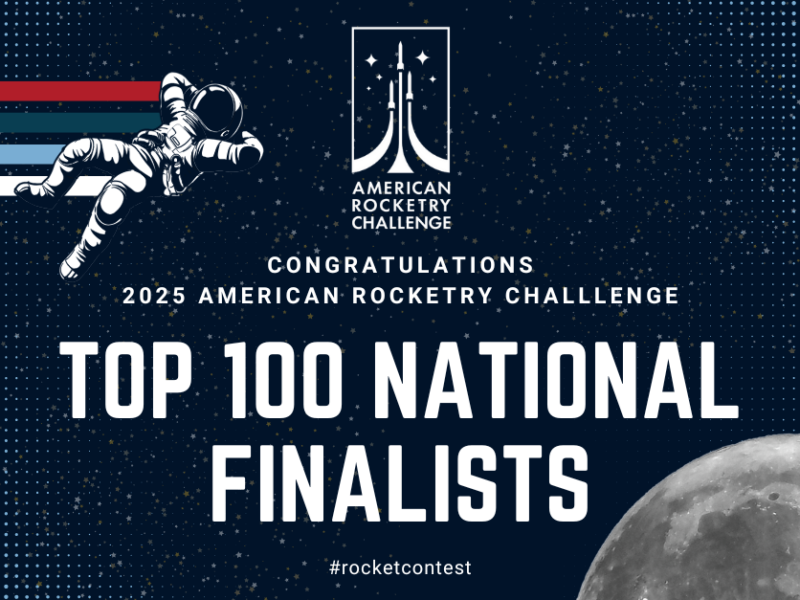 AMERICAN
ROCKETRY
CHALLENGE
CONGRATULATIONS
2025 AMERICAN ROCKETRY CHALLLENGE
TOP 100 NATIONAL
FINALISTS
#rocketcontest